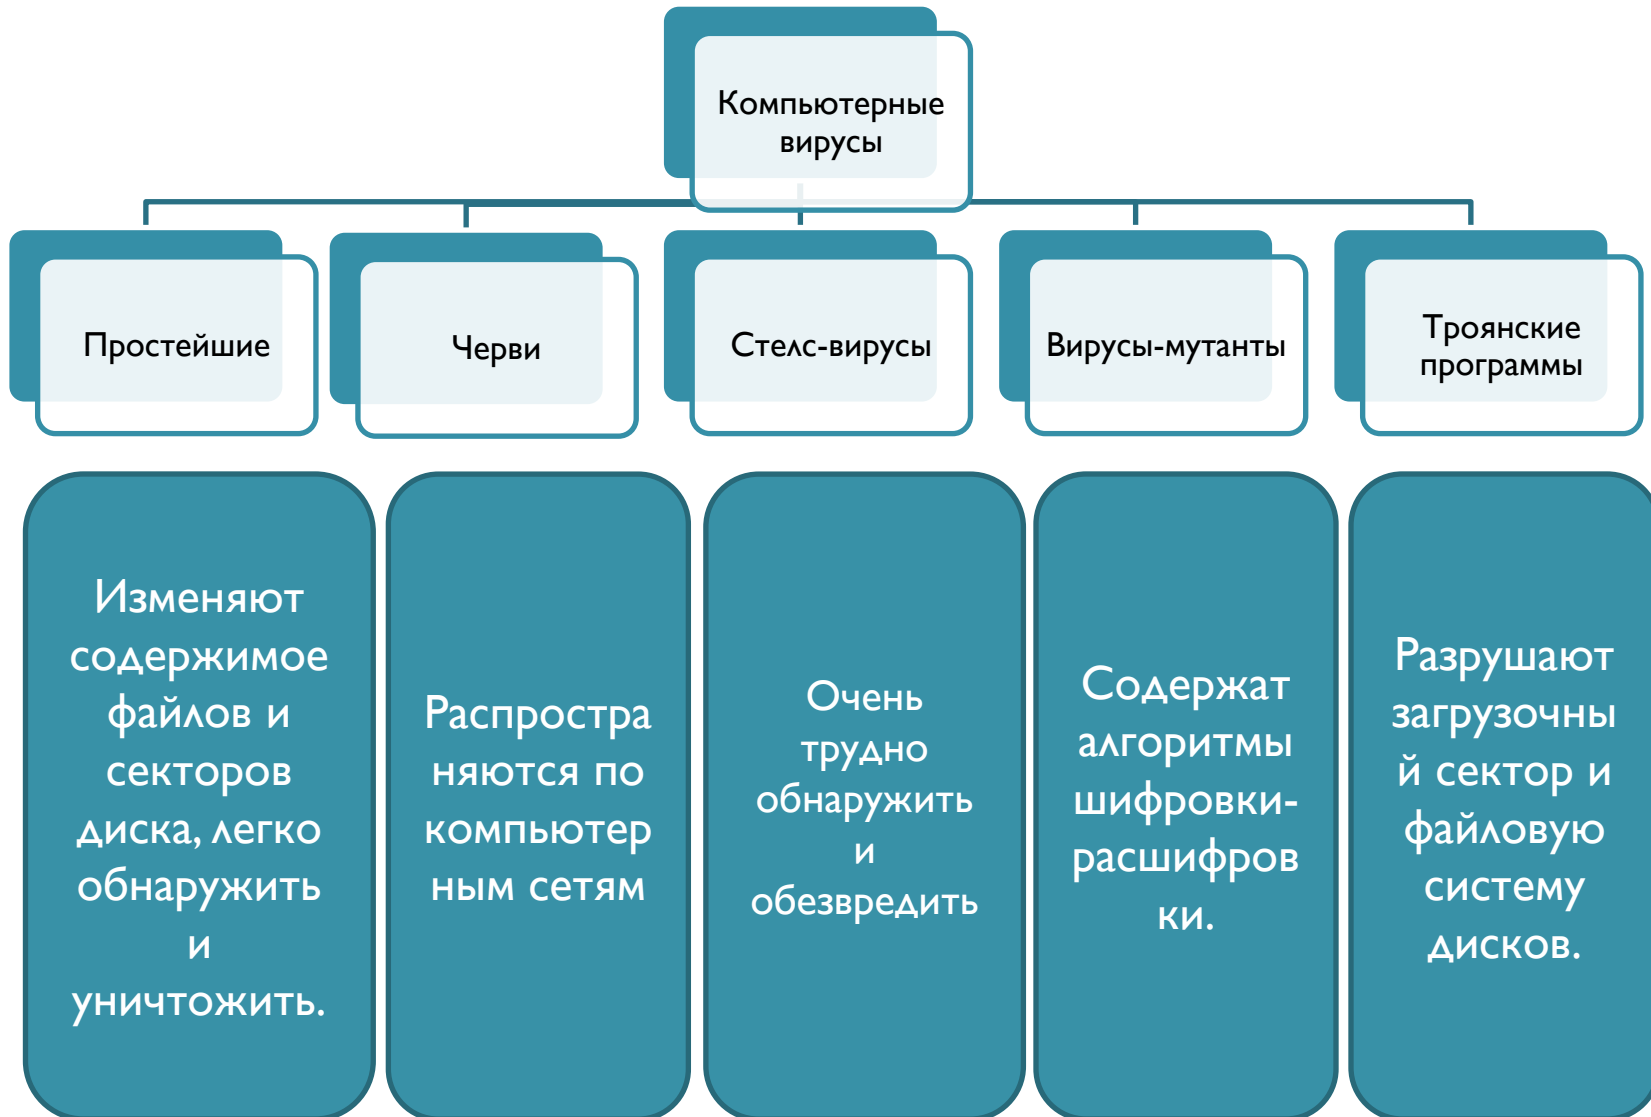 Компьютерные
вирусы
Простейшие
Черви
Стелс-вирусы
Вирусы-мутанты
Троянские
программы
Изменяют
содержимое
файлов и
секторов
диска, легко
обнаружить
и
уничтожить.
Распростра
няются по
компьютер
ным сетям
Очень
трудно
обнаружить
и
обезвредить
Содержат
алгоритмы
шифровки-
расшифров
ки.
Разрушают
загрузочны
й сектор и
файловую
систему
дисков.